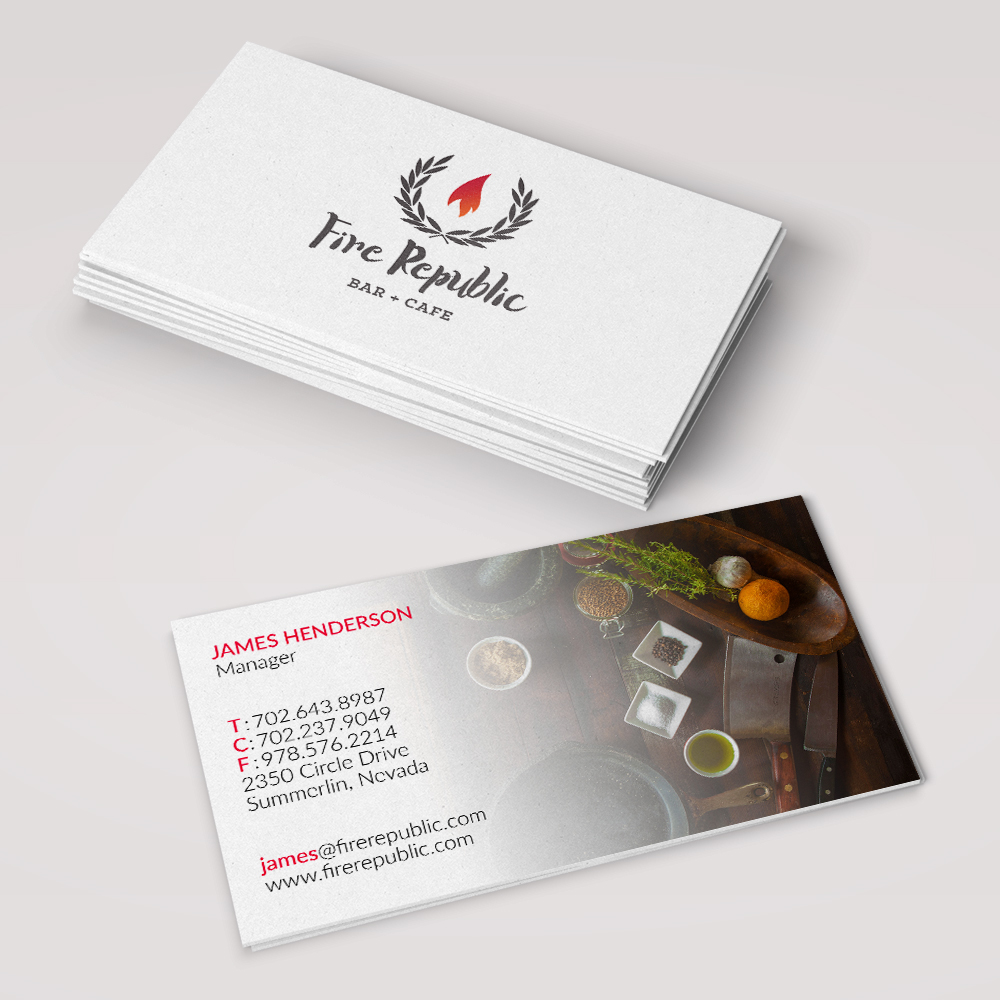 Fire Republic
BAR + CAFE
JAMES HENDERSON
Manager
T:702.643.8987
C:702.237.9049
F:978.576.2214
2350 Circle Drive
Summerlin, Nevada
james@firerepublic.com
www.firerepublic.com